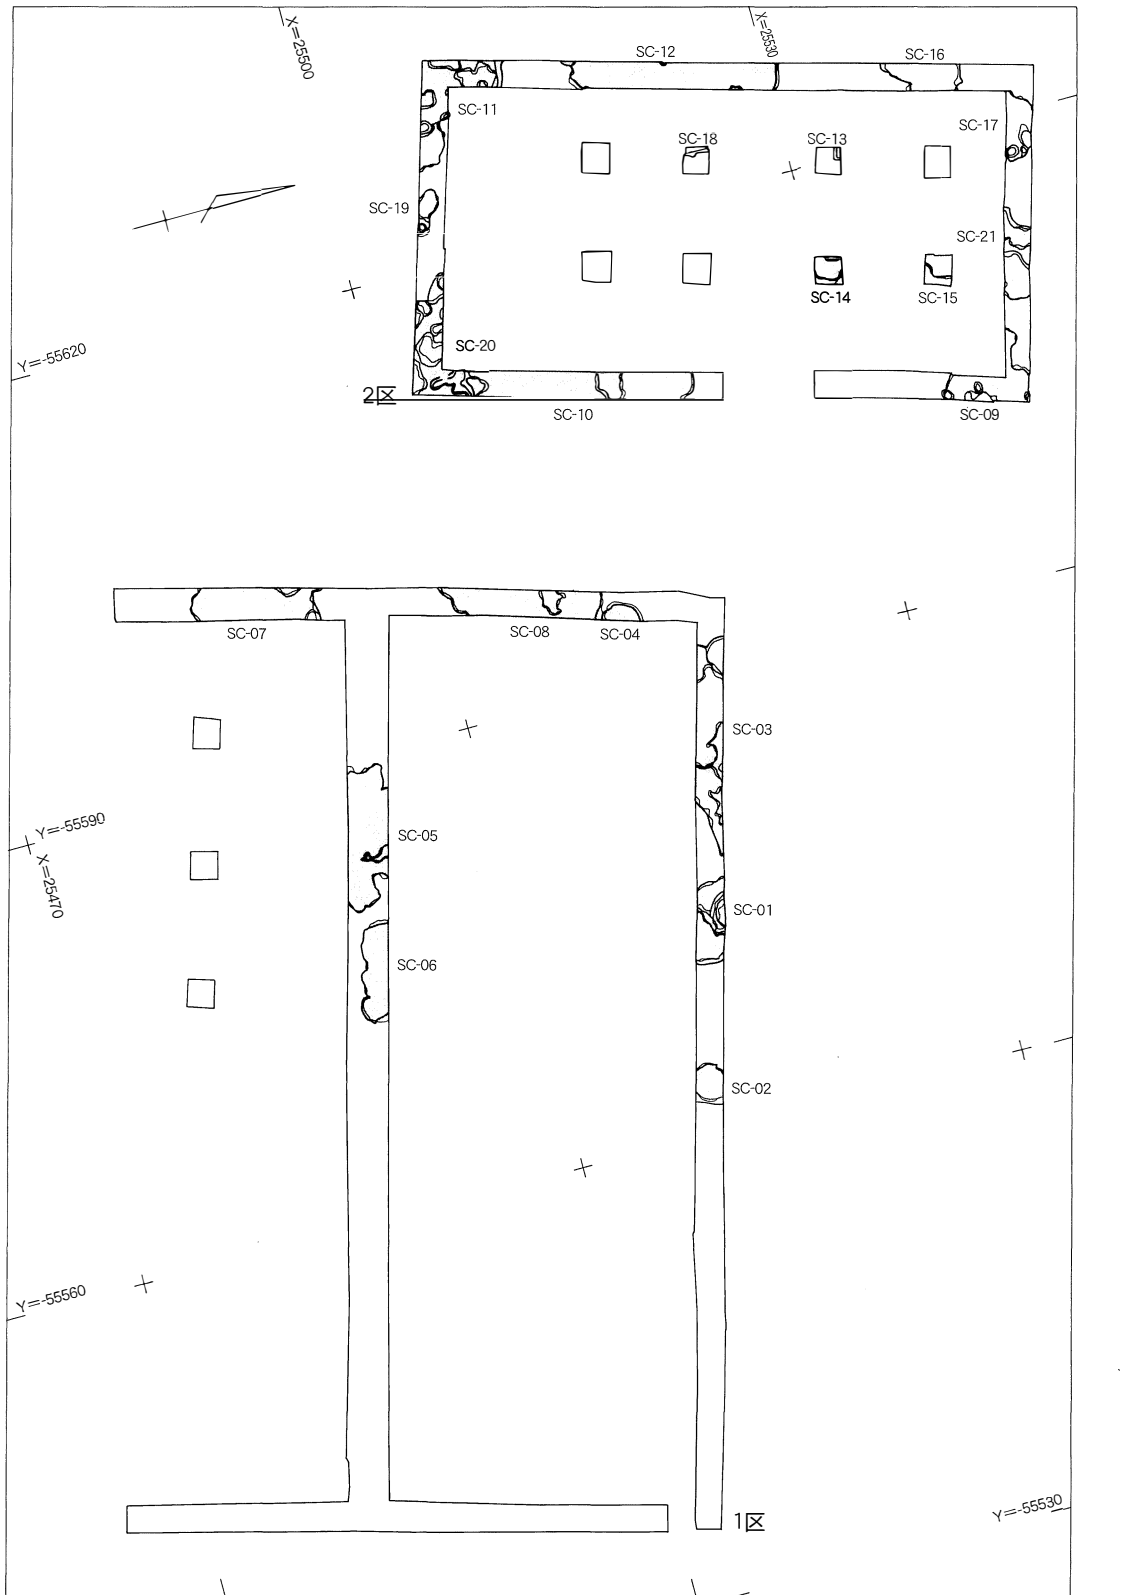 X=25500
X=25530
SC-12
SC-16
SC-11
SC-17
SC-18
SC-13
SC-19
SC-21
SC-14
SC-15
Y=-55620
SC-20
2区
SC-10
SC-09
SC-07
SC-08
SC-04
SC-03
Y=-55590
X=25470
SC-05
SC-01
SC-06
SC-02
Y=-55560
Y=-55530
1区